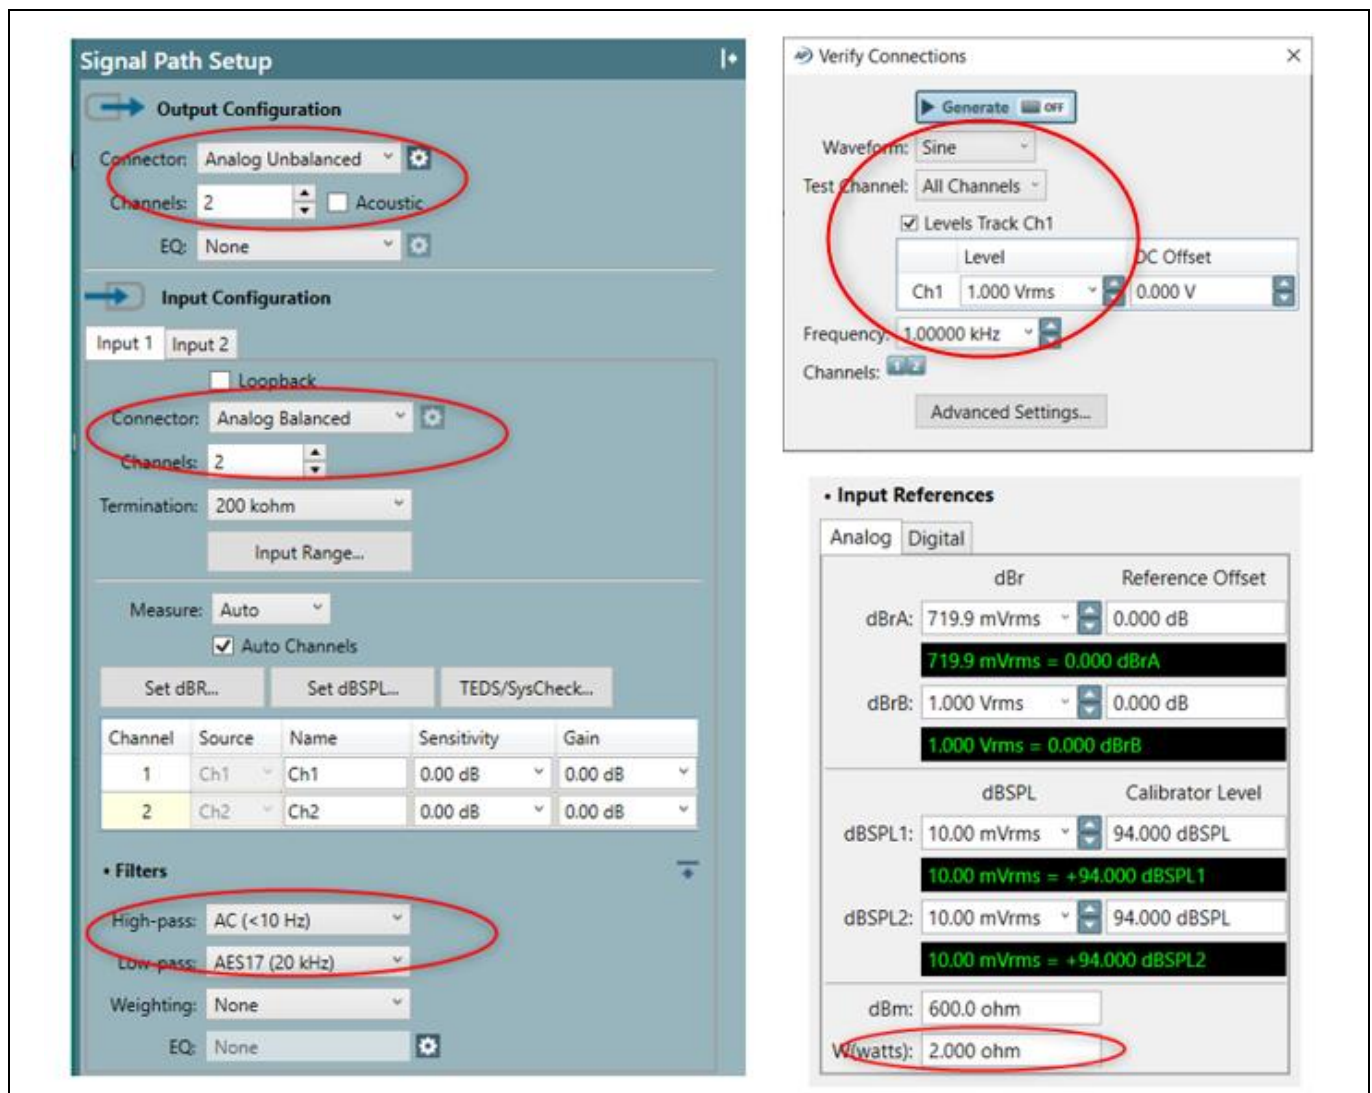 Signal Path Setup
Output Configuration
Connector: Analog Unbalanced
Channels: 2 Acoustic
EQ: None
Input Configuration
Input 1 Input 2
Loopback
Connector: Analog Balanced
Channels: 2
Termination: 200 kohm
Input Range...
Measure: Auto
Auto Channels
Set dBR... Set dBSPL... TEDS/SysCheck...
Channel Source Name Sensitivity Gain
1 Ch1 Ch1 0.00 dB 0.00 dB
2 Ch2 Ch2 0.00 dB 0.00 dB
• Filters
High-pass: AC (<10 Hz)
Low-pass: AES17 (20 kHz)
Weighting: None
EQ: None
AP Verify Connections
Generate OFF
Waveform: Sine
Test Channel: All Channels
Levels Track Ch1
Level DC Offset
Ch1 1.000 Vrms 0.000 V
Frequency: 1.00000 kHz
Channels: 1 2
Advanced Settings...
• Input References
Analog Digital
dBr Reference Offset
dBrA: 719.9 mVrms 0.000 dB
719.9 mVrms = 0.000 dBrA
dBrB: 1.000 Vrms 0.000 dB
1.000 Vrms = 0.000 dBrB
dBSPL Calibrator Level
dBSPL1: 10.00 mVrms 94.000 dBSPL
10.00 mVrms = +94.000 dBSPL1
dBSPL2: 10.00 mVrms 94.000 dBSPL
10.00 mVrms = +94.000 dBSPL2
dBm: 600.0 ohm
W(watts): 2.000 ohm